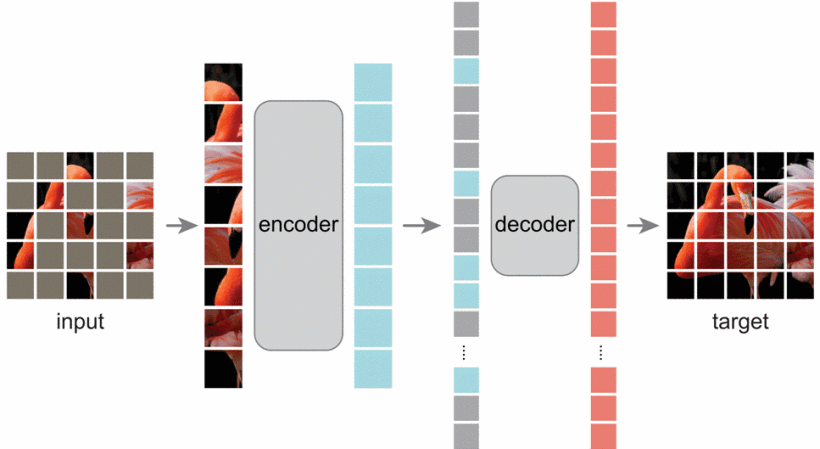 input
encoder
decoder
target